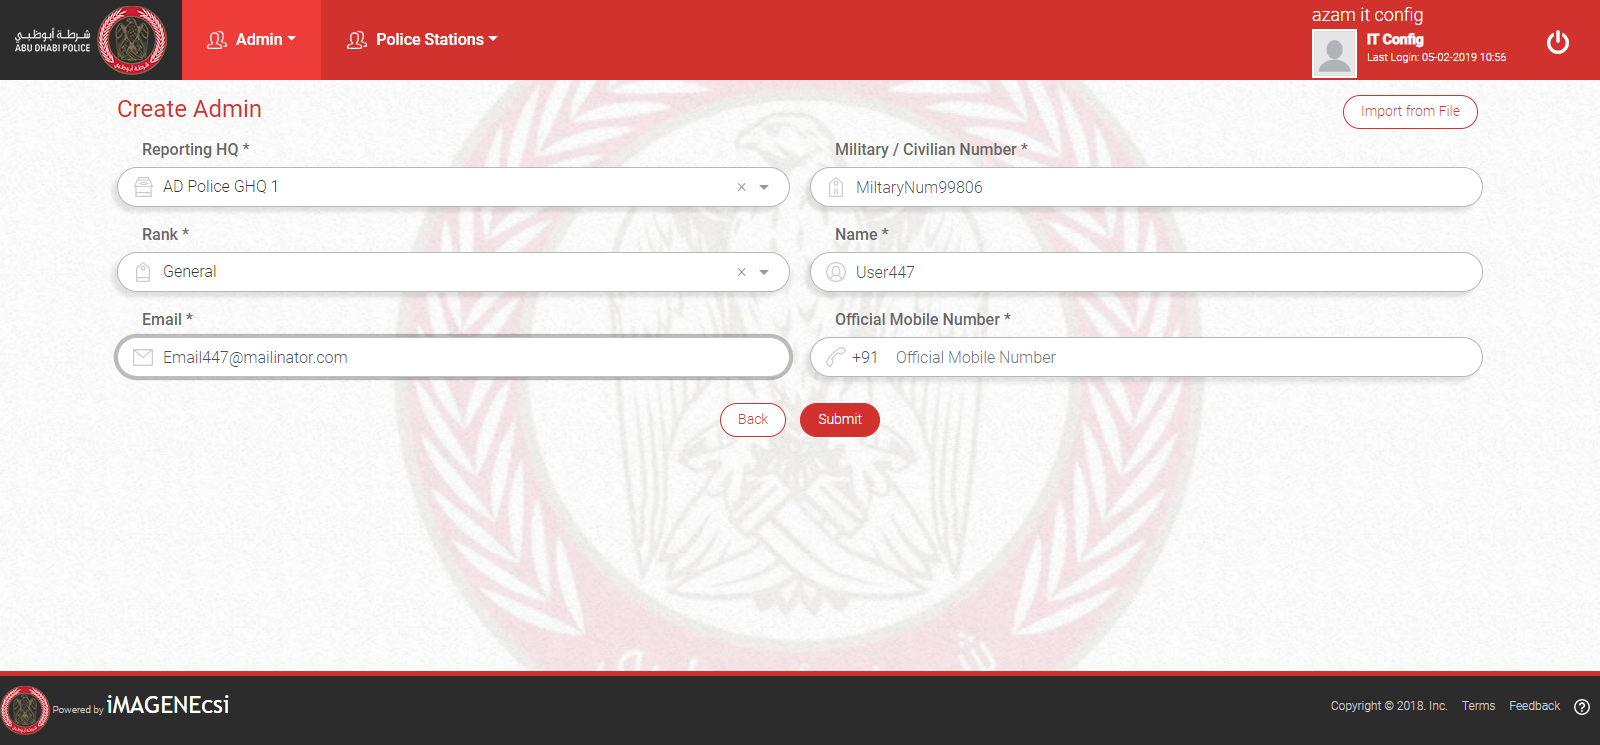 شرطة أبوظبي
ABU DHABI POLICE
Admin
Police Stations
azam it config
IT Config
Last Login: 05-02-2019 10:56
Create Admin
Import from File
Reporting HQ *
Military / Civilian Number *
AD Police GHQ 1
MiltaryNum99806
Rank *
Name *
General
User447
Email *
Official Mobile Number *
Email447@mailinator.com
+91 Official Mobile Number
Back
Submit
Powered by iMAGENEcsi
Copyright © 2018. Inc.
Terms
Feedback